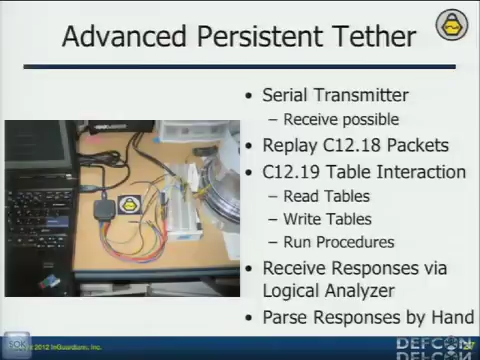 Advanced Persistent Tether
• Serial Transmitter
– Receive possible
• Replay C12.18 Packets
• C12.19 Table Interaction
– Read Tables
– Write Tables
– Run Procedures
• Receive Responses via
Logical Analyzer
• Parse Responses by Hand
2012 InGuardians, Inc.
DEFCON